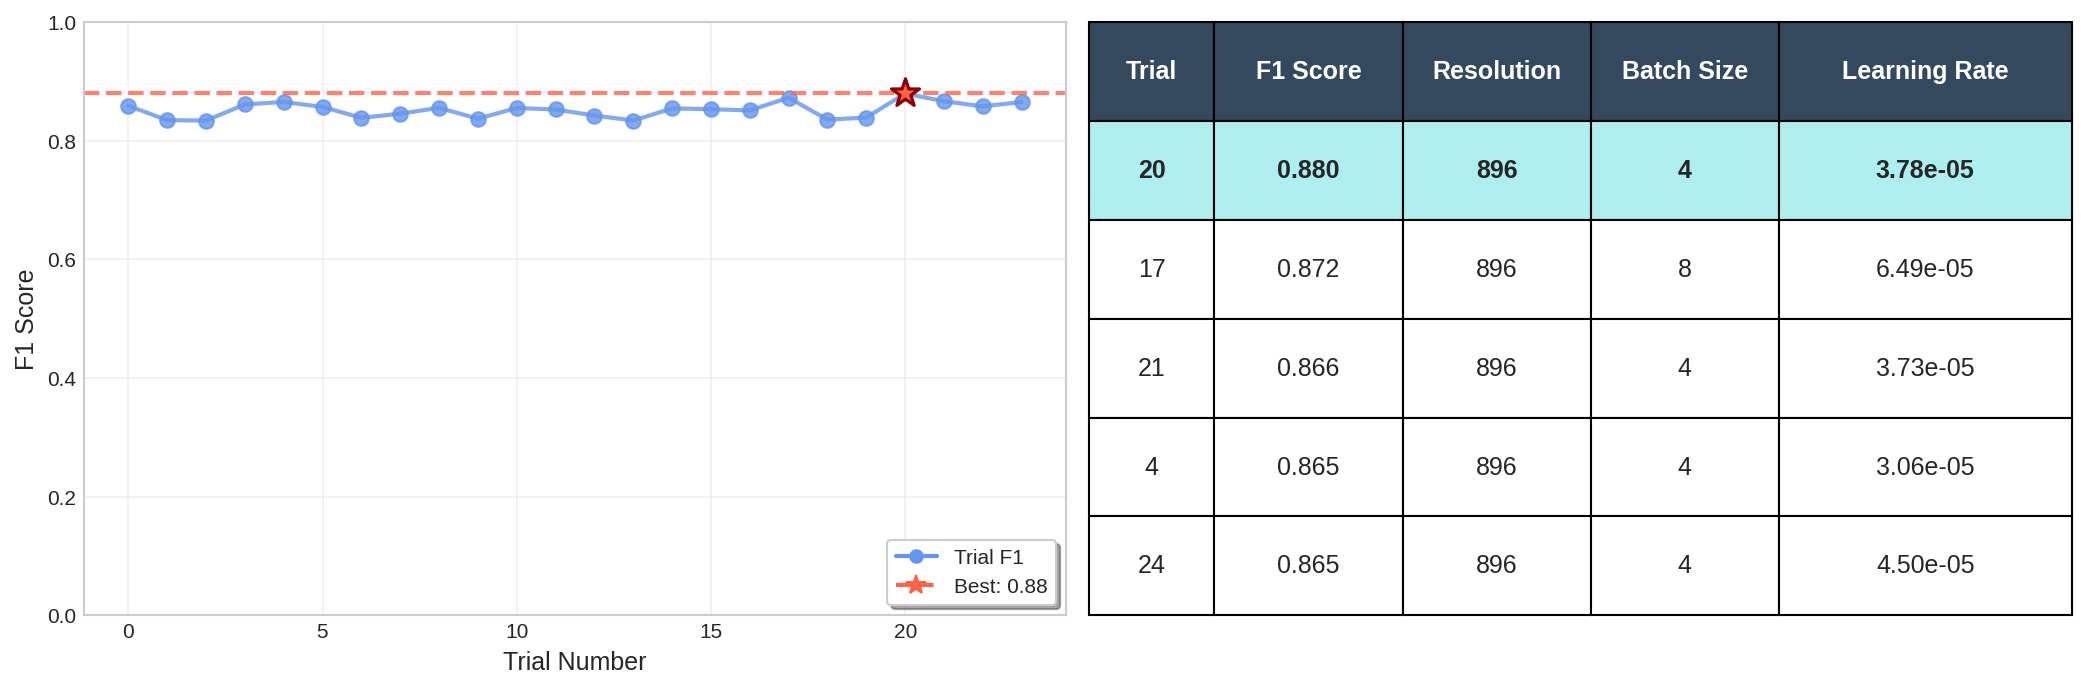 1.0
0.8
0.6
0.4
0.2
0.0
F1 Score
0 5 10 15 20
Trial Number
Trial F1
Best: 0.88
Trial F1 Score Resolution Batch Size Learning Rate
20 0.880 896 4 3.78e-05
17 0.872 896 8 6.49e-05
21 0.866 896 4 3.73e-05
4 0.865 896 4 3.06e-05
24 0.865 896 4 4.50e-05